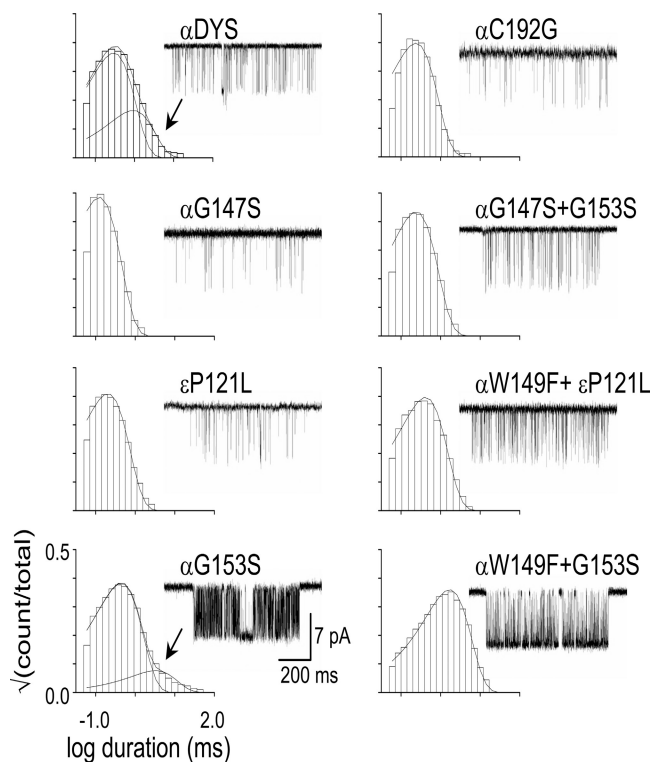 αDYS
αC192G
αG147S
αG147S+G153S
εP121L
αW149F+ εP121L
αG153S
αW149F+G153S
0.5
0.0
√(count/total)
7 pA
200 ms
-1.0
2.0
log duration (ms)